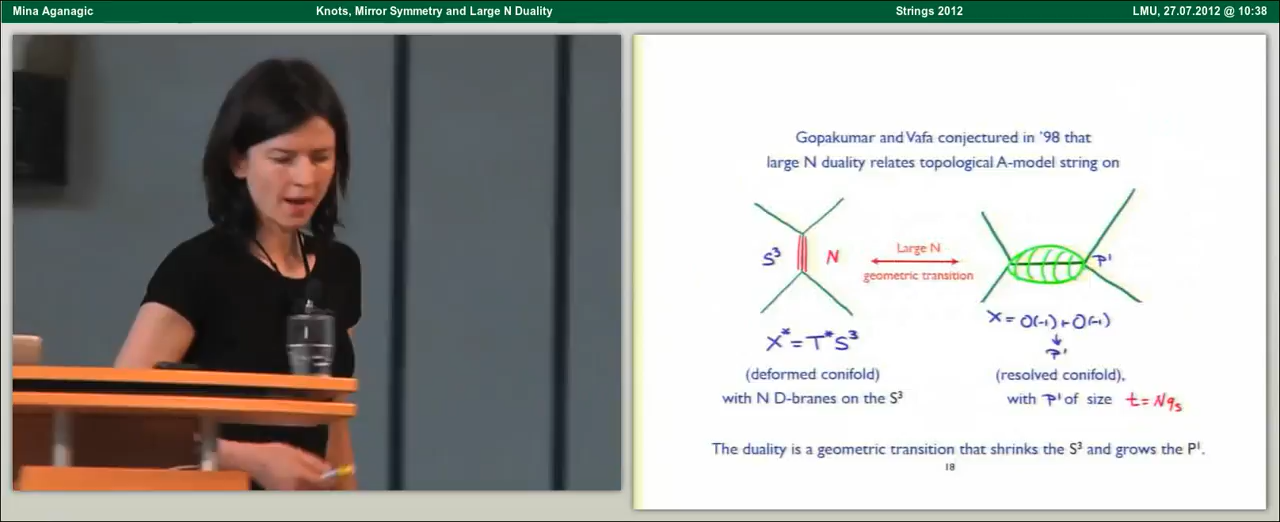 Mina Aganagic
Knots, Mirror Symmetry and Large N Duality
Strings 2012
LMU, 27.07.2012 @ 10:38
Gopakumar and Vafa conjectured in '98 that
large N duality relates topological A-model string on
S³ N
Large N
geometric transition
P¹
X* = T*S³
X = O(-1)+O(-1)
↓
P¹
(deformed conifold)
with N D-branes on the S³
(resolved conifold),
with P¹ of size t = Ngs
The duality is a geometric transition that shrinks the S³ and grows the P¹.
18